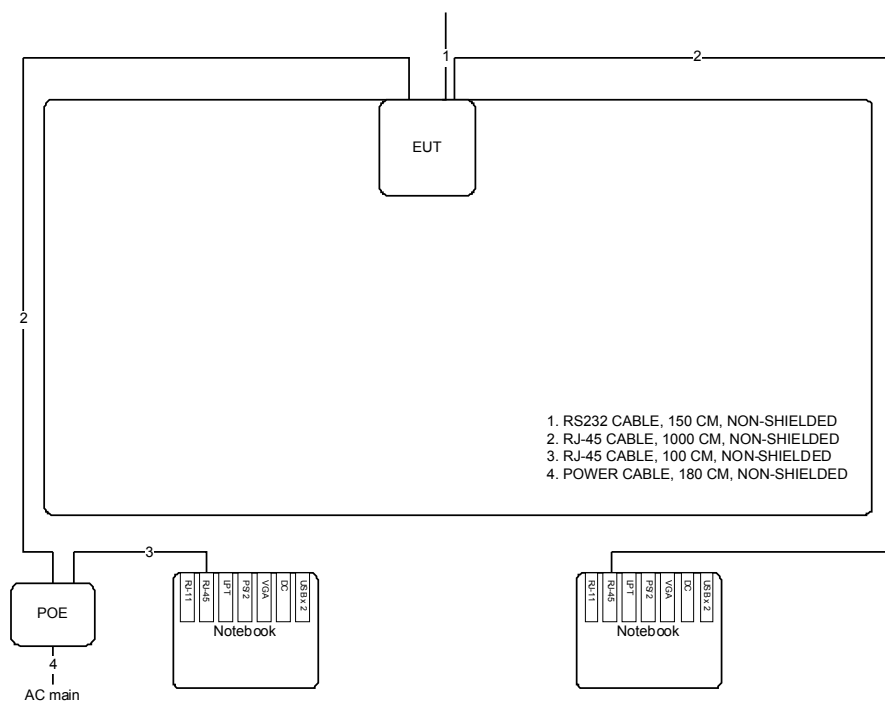 1
2
EUT
2
1. RS232 CABLE, 150 CM, NON-SHIELDED
2. RJ-45 CABLE, 1000 CM, NON-SHIELDED
3. RJ-45 CABLE, 100 CM, NON-SHIELDED
4. POWER CABLE, 180 CM, NON-SHIELDED
3
POE
4
AC main
RJ-11
RJ-45
LPT
PS/2
VGA
DC
USB x 2
Notebook
RJ-11
RJ-45
LPT
PS/2
VGA
DC
USB x 2
Notebook